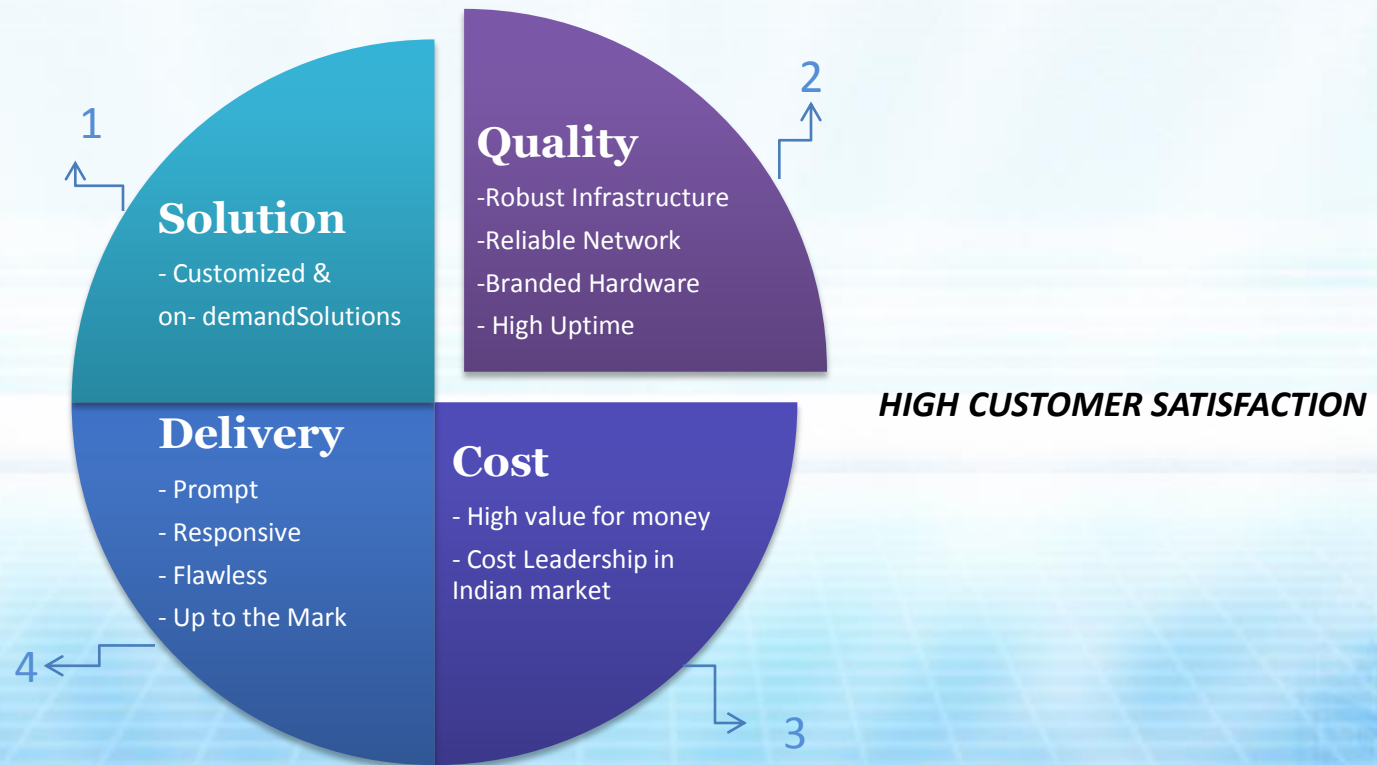 1
Solution
- Customized &
on- demandSolutions
2
Quality
-Robust Infrastructure
-Reliable Network
-Branded Hardware
- High Uptime
HIGH CUSTOMER SATISFACTION
Cost
- High value for money
- Cost Leadership in
Indian market
3
Delivery
- Prompt
- Responsive
- Flawless
- Up to the Mark
4